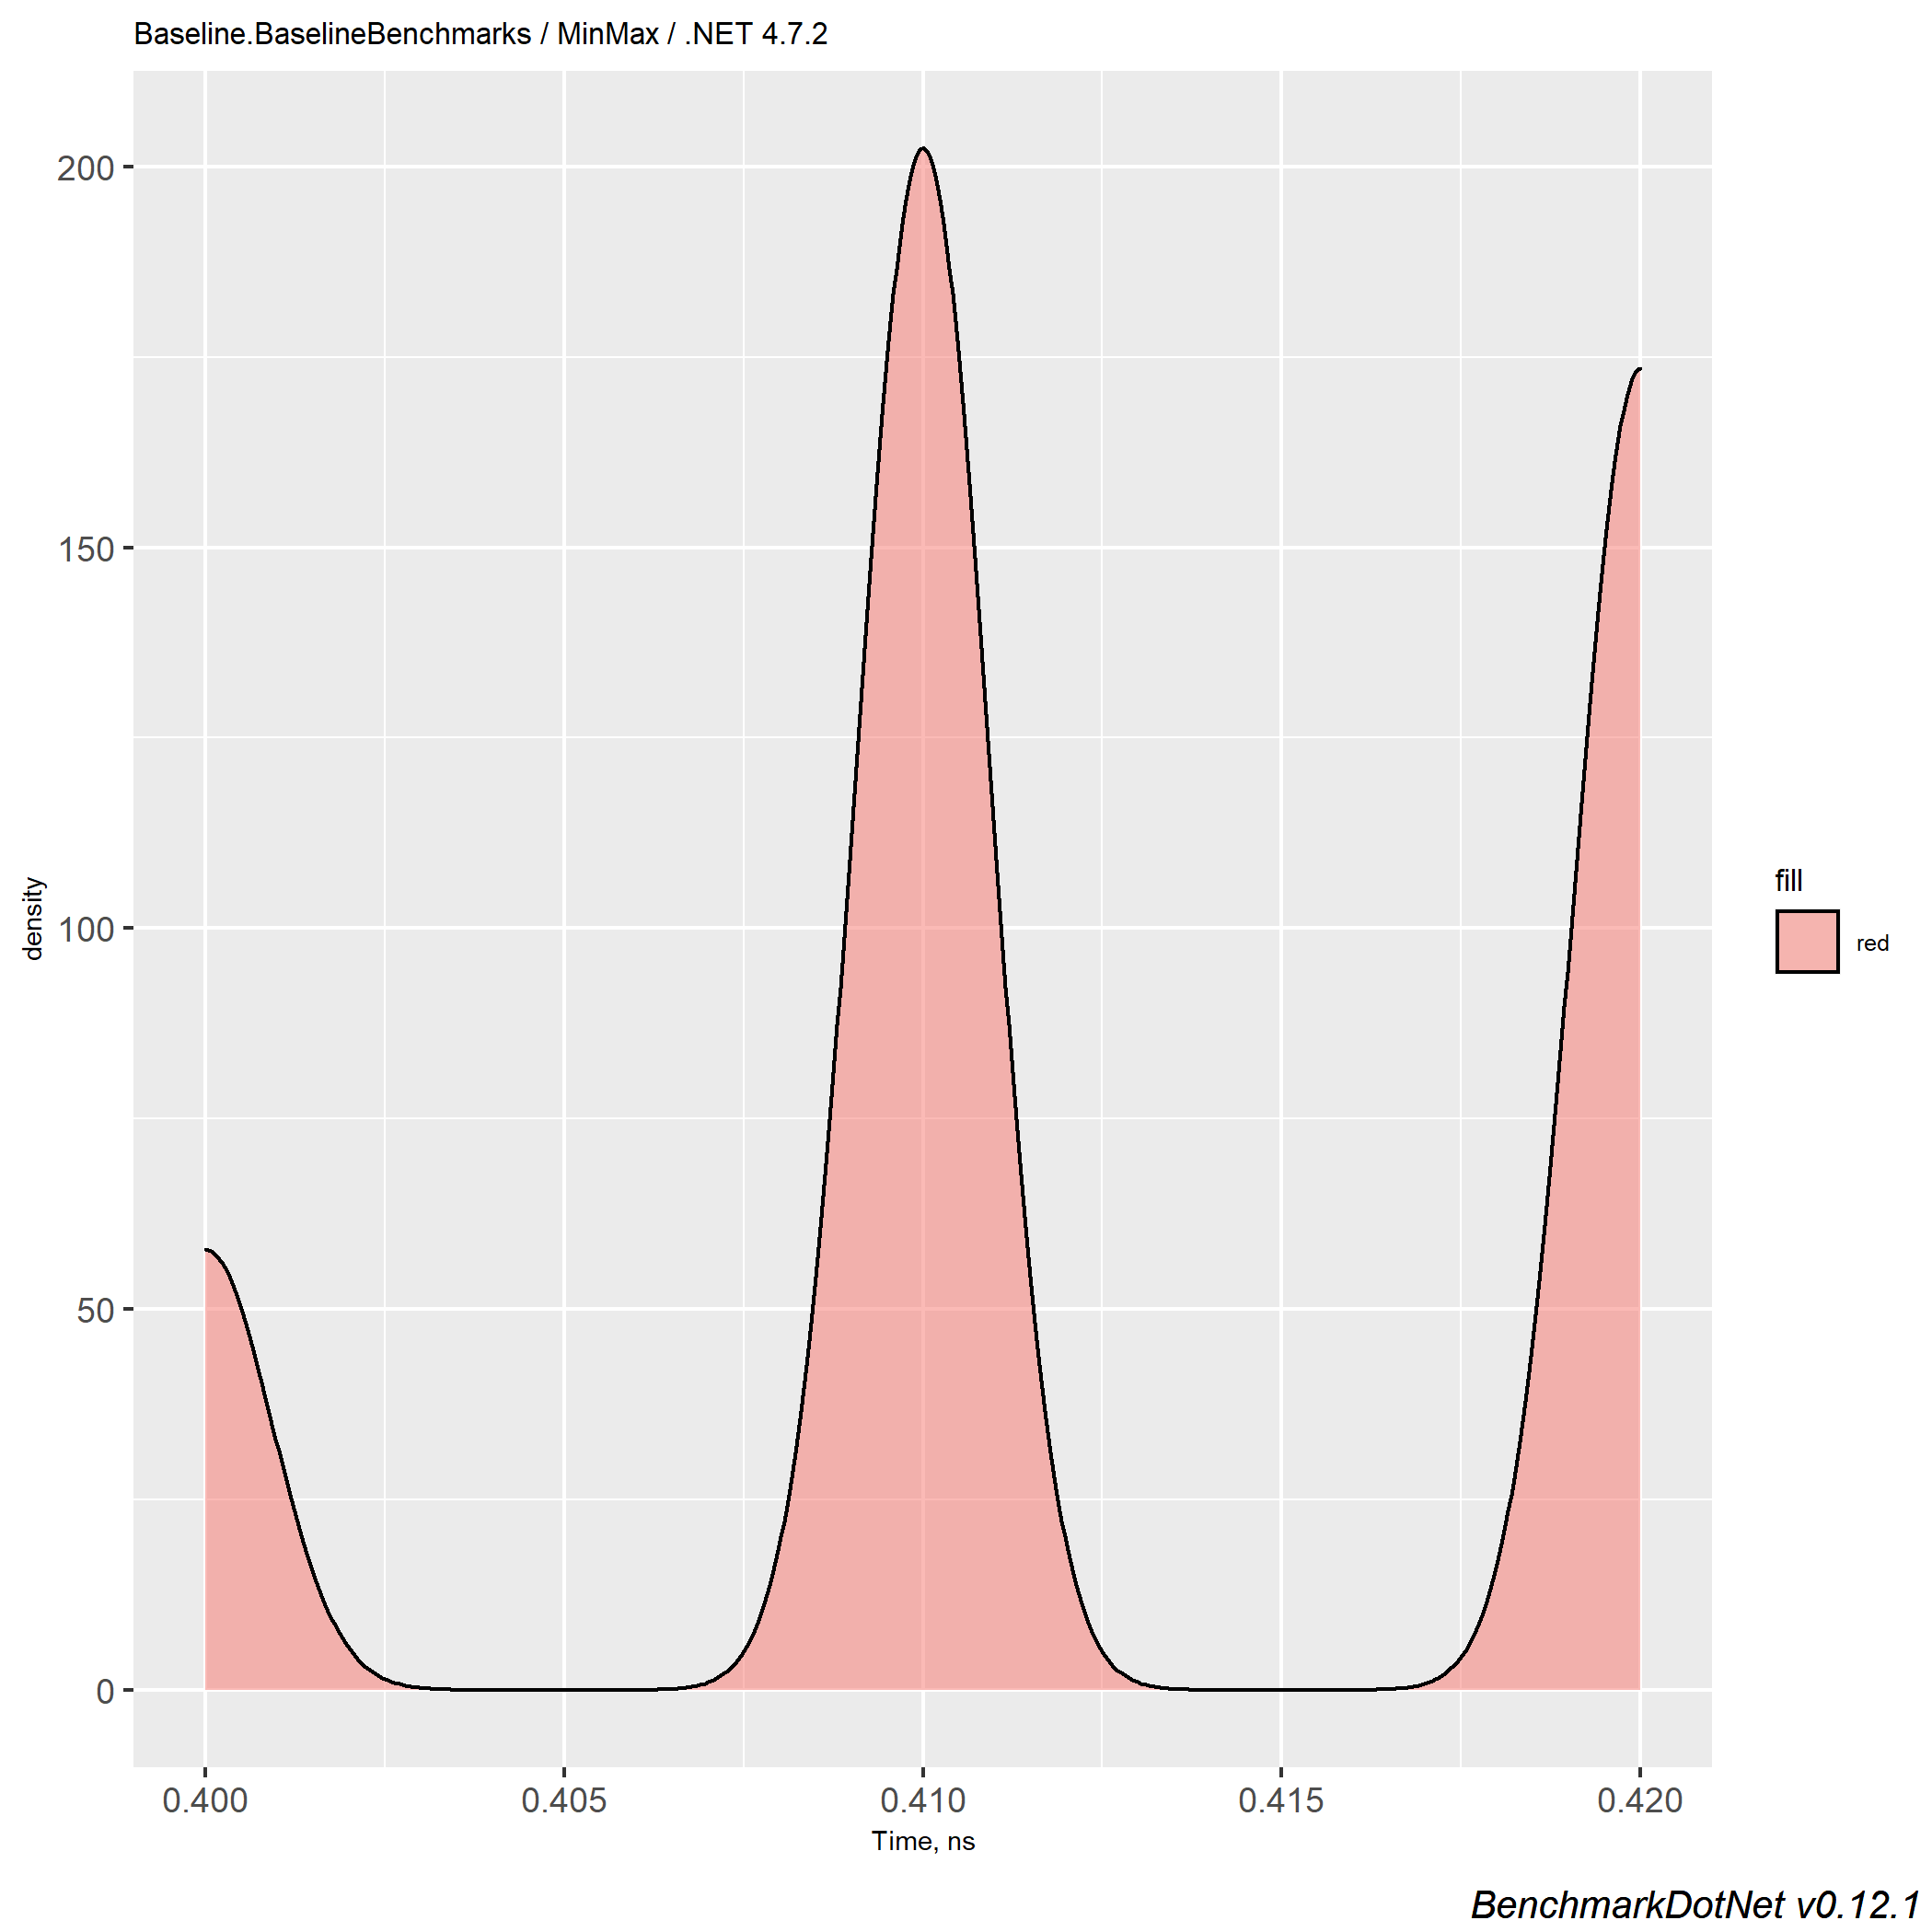 Baseline.BaselineBenchmarks / MinMax / .NET 4.7.2
200
150
100
50
0
density
0.400 0.405 0.410 0.415 0.420
Time, ns
fill
red
BenchmarkDotNet v0.12.1